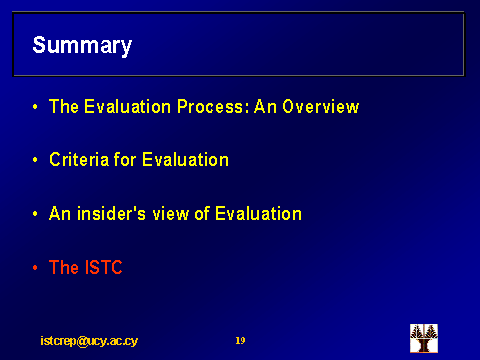 Summary
• The Evaluation Process: An Overview
• Criteria for Evaluation
• An insider's view of Evaluation
• The ISTC
istcrep@ucy.ac.cy
19